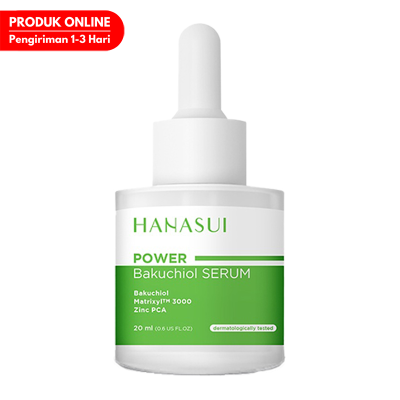 PRODUK ONLINE
Pengiriman 1-3 Hari
HANASUI
POWER
Bakuchiol SERUM
Bakuchiol
Matrixyl™ 3000
Zinc PCA
20 ml (0.6 US FL.OZ)
dermatologically tested